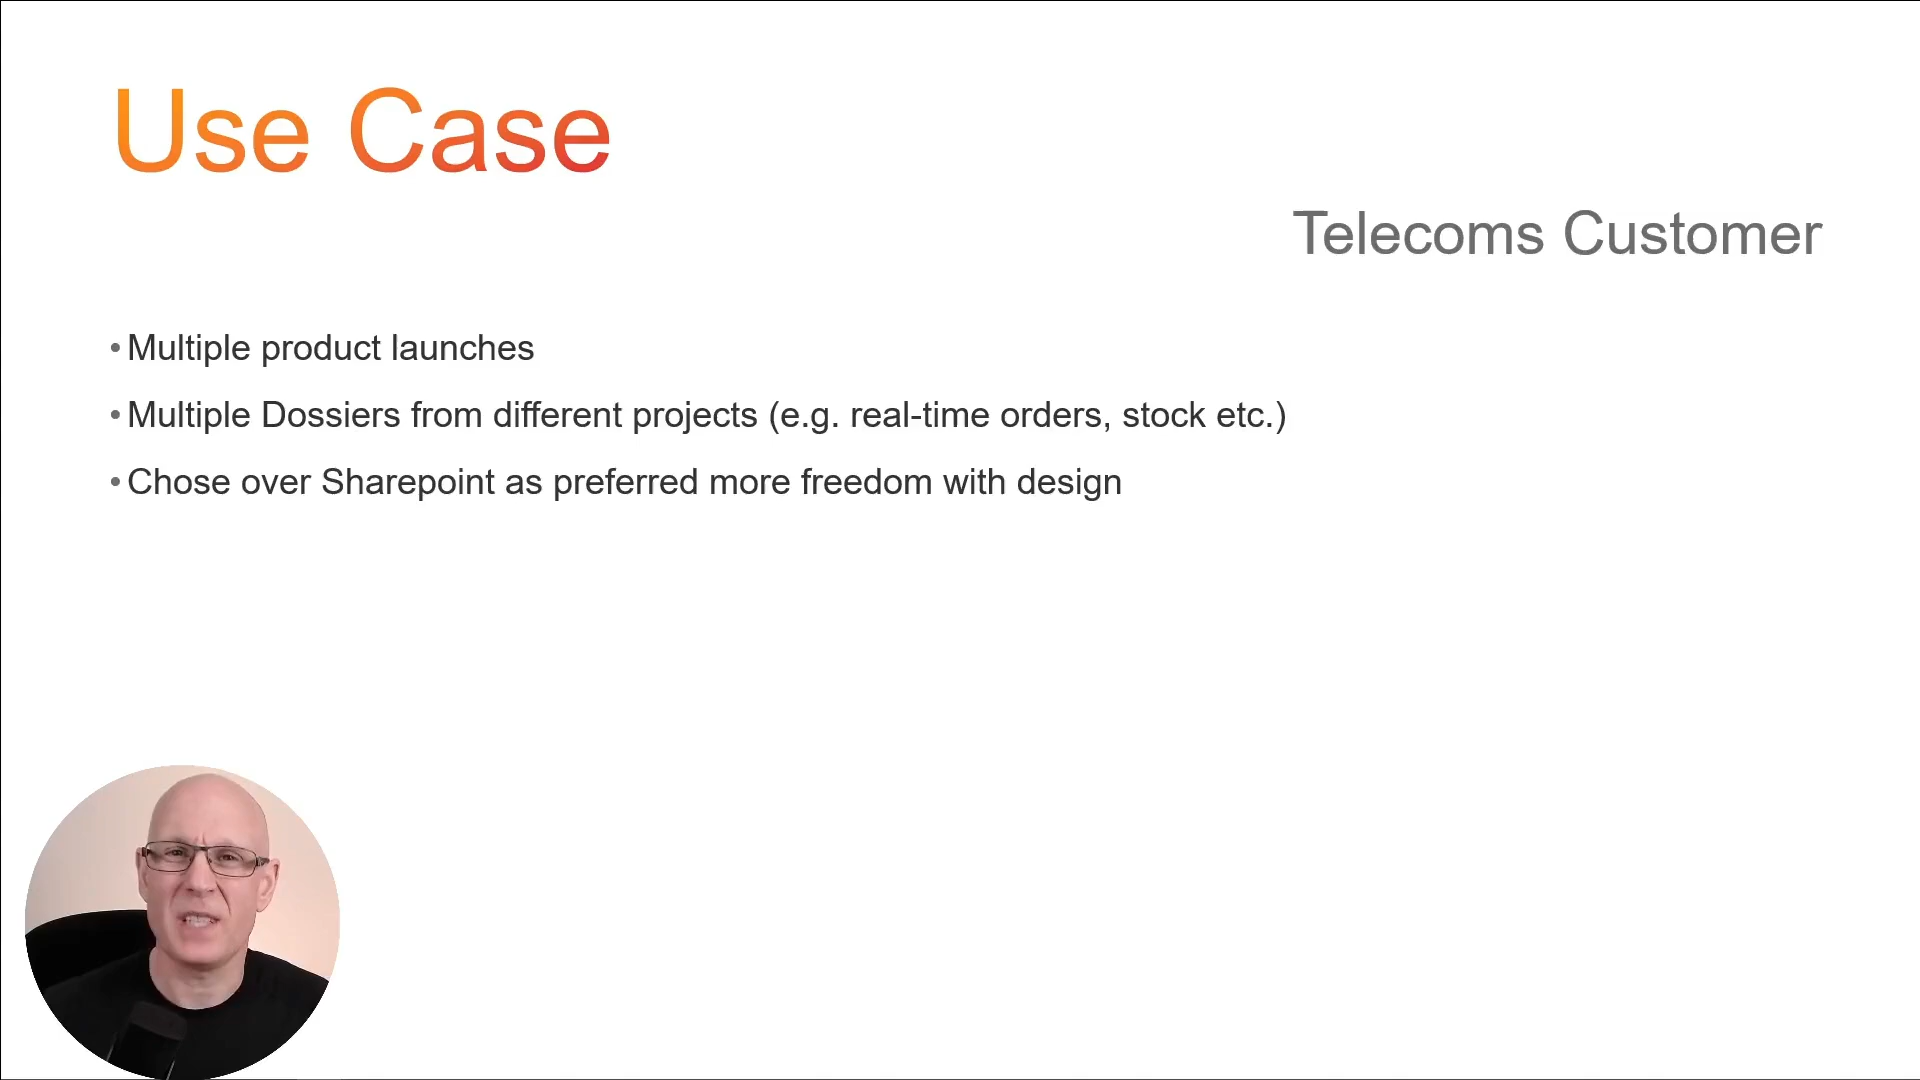 Use Case
Telecoms Customer
• Multiple product launches
• Multiple Dossiers from different projects (e.g. real-time orders, stock etc.)
• Chose over Sharepoint as preferred more freedom with design